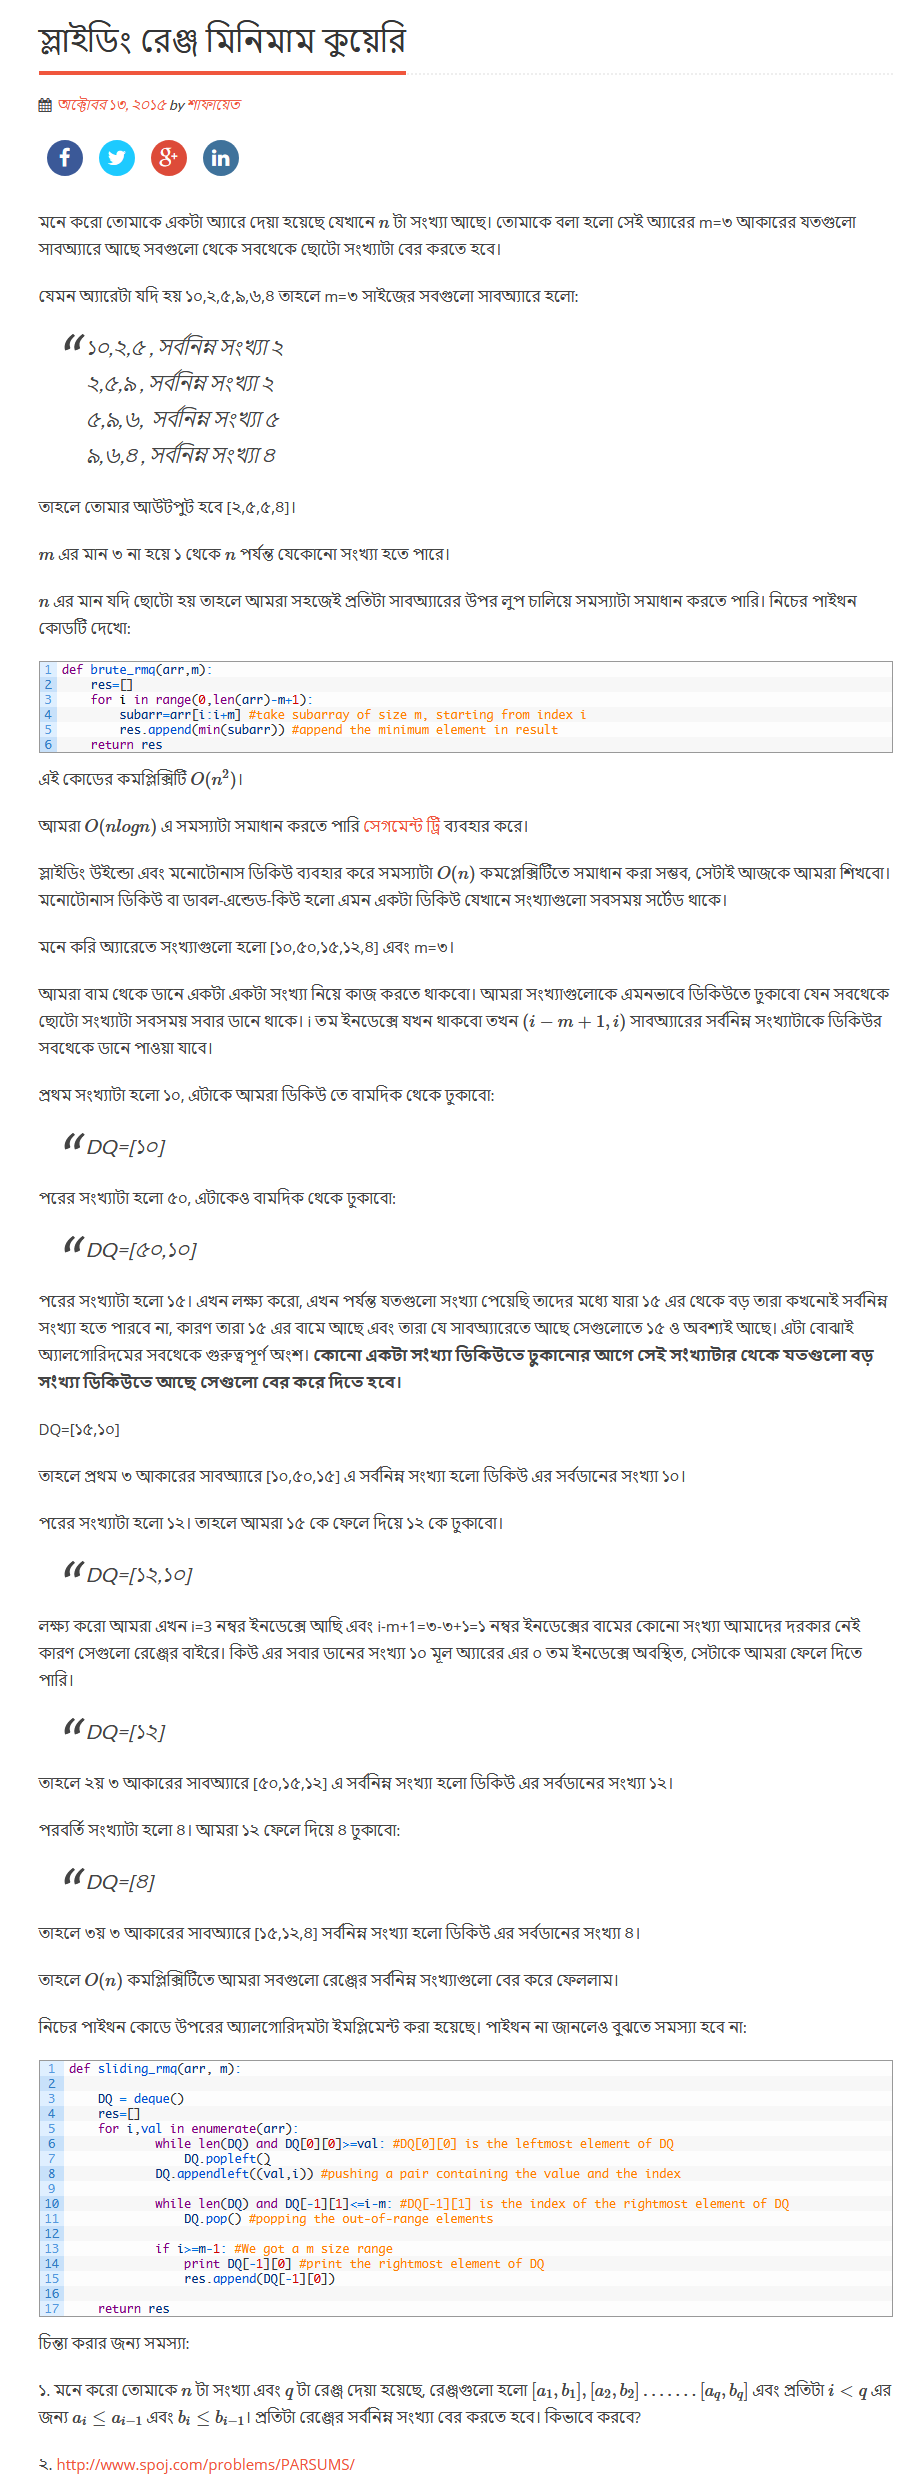 স্লাইডিং রেঞ্জ মিনিমাম কুয়েরি
অক্টোবর ১৩, ২০১৫ by শাফায়েত
মনে করো তোমাকে একটা অ্যারে দেয়া হয়েছে যেখানে n টা সংখ্যা আছে। তোমাকে বলা হলো সেই অ্যারের m=৩ আকারের যতগুলো
সাবঅ্যারে আছে সবগুলো থেকে সবথেকে ছোটো সংখ্যাটা বের করতে হবে।
যেমন অ্যারেটা যদি হয় ১০,২,৫,৯,৬,৪ তাহলে m=৩ সাইজের সবগুলো সাবঅ্যারে হলো:
“ ১০,২,৫ , সর্বনিম্ন সংখ্যা ২
২,৫,৯ , সর্বনিম্ন সংখ্যা ২
৫,৯,৬, সর্বনিম্ন সংখ্যা ৫
৯,৬,৪ , সর্বনিম্ন সংখ্যা ৪
তাহলে তোমার আউটপুট হবে [২,৫,৫,৪]।
m এর মান ৩ না হয়ে ১ থেকে n পর্যন্ত যেকোনো সংখ্যা হতে পারে।
n এর মান যদি ছোটো হয় তাহলে আমরা সহজেই প্রতিটা সাবঅ্যারের উপর লুপ চালিয়ে সমস্যাটা সমাধান করতে পারি। নিচের পাইথন
কোডটি দেখো:
1 def brute_rmq(arr,m):
2     res=[]
3     for i in range(0,len(arr)-m+1):
4         subarr=arr[i:i+m] #take subarray of size m, starting from index i
5         res.append(min(subarr)) #append the minimum element in result
6     return res
এই কোডের কমপ্লিক্সিটি O(n²)।
আমরা O(nlogn) এ সমস্যাটা সমাধান করতে পারি সেগমেন্ট ট্রি ব্যবহার করে।
স্লাইডিং উইন্ডো এবং মনোটোনাস ডিকিউ ব্যবহার করে সমস্যাটা O(n) কমপ্লেক্সিটিতে সমাধান করা সম্ভব, সেটাই আজকে আমরা শিখবো।
মনোটোনাস ডিকিউ বা ডাবল-এন্ডেড-কিউ হলো এমন একটা ডিকিউ যেখানে সংখ্যাগুলো সবসময় সর্টেড থাকে।
মনে করি অ্যারেতে সংখ্যাগুলো হলো [১০,৫০,১৫,১২,৪] এবং m=৩।
আমরা বাম থেকে ডানে একটা একটা সংখ্যা নিয়ে কাজ করতে থাকবো। আমরা সংখ্যাগুলোকে এমনভাবে ডিকিউতে ঢুকাবো যেন সবথেকে
ছোটো সংখ্যাটা সবসময় সবার ডানে থাকে। i তম ইনডেক্সে যখন থাকবো তখন (i − m + 1, i) সাবঅ্যারের সর্বনিম্ন সংখ্যাটাকে ডিকিউর
সবথেকে ডানে পাওয়া যাবে।
প্রথম সংখ্যাটা হলো ১০, এটাকে আমরা ডিকিউ তে বামদিক থেকে ঢুকাবো:
“ DQ=[১০]
পরের সংখ্যাটা হলো ৫০, এটাকেও বামদিক থেকে ঢুকাবো:
“ DQ=[৫০,১০]
পরের সংখ্যাটা হলো ১৫। এখন লক্ষ্য করো, এখন পর্যন্ত যতগুলো সংখ্যা পেয়েছি তাদের মধ্যে যারা ১৫ এর থেকে বড় তারা কখনোই সর্বনিম্ন
সংখ্যা হতে পারবে না, কারণ তারা ১৫ এর বামে আছে এবং তারা যে সাবঅ্যারেতে আছে সেগুলোতে ১৫ ও অবশ্যই আছে। এটা বোঝাই
অ্যালগোরিদমের সবথেকে গুরুত্বপূর্ণ অংশ। কোনো একটা সংখ্যা ডিকিউতে ঢুকানোর আগে সেই সংখ্যাটার থেকে যতগুলো বড়
সংখ্যা ডিকিউতে আছে সেগুলো বের করে দিতে হবে।
DQ=[১৫,১০]
তাহলে প্রথম ৩ আকারের সাবঅ্যারে [১০,৫০,১৫] এ সর্বনিম্ন সংখ্যা হলো ডিকিউ এর সর্বডানের সংখ্যা ১০।
পরের সংখ্যাটা হলো ১২। তাহলে আমরা ১৫ কে ফেলে দিয়ে ১২ কে ঢুকাবো।
“ DQ=[১২,১০]
লক্ষ্য করো আমরা এখন i=3 নম্বর ইনডেক্সে আছি এবং i-m+1=৩-৩+১=১ নম্বর ইনডেক্সের বামের কোনো সংখ্যা আমাদের দরকার নেই
কারণ সেগুলো রেঞ্জের বাইরে। কিউ এর সবার ডানের সংখ্যা ১০ মূল অ্যারের এর ০ তম ইনডেক্সে অবস্থিত, সেটাকে আমরা ফেলে দিতে
পারি।
“ DQ=[১২]
তাহলে ২য় ৩ আকারের সাবঅ্যারে [৫০,১৫,১২] এ সর্বনিম্ন সংখ্যা হলো ডিকিউ এর সর্বডানের সংখ্যা ১২।
পরবর্তি সংখ্যাটা হলো ৪। আমরা ১২ ফেলে দিয়ে ৪ ঢুকাবো:
“ DQ=[৪]
তাহলে ৩য় ৩ আকারের সাবঅ্যারে [১৫,১২,৪] সর্বনিম্ন সংখ্যা হলো ডিকিউ এর সর্বডানের সংখ্যা ৪।
তাহলে O(n) কমপ্লিক্সিটিতে আমরা সবগুলো রেঞ্জের সর্বনিম্ন সংখ্যাগুলো বের করে ফেললাম।
নিচের পাইথন কোডে উপরের অ্যালগোরিদমটা ইমপ্লিমেন্ট করা হয়েছে। পাইথন না জানলেও বুঝতে সমস্যা হবে না:
1 def sliding_rmq(arr, m):
2
3     DQ = deque()
4     res=[]
5     for i,val in enumerate(arr):
6             while len(DQ) and DQ[0][0]>=val: #DQ[0][0] is the leftmost element of DQ
7                 DQ.popleft()
8             DQ.appendleft((val,i)) #pushing a pair containing the value and the index
9
10             while len(DQ) and DQ[-1][1]<=i-m: #DQ[-1][1] is the index of the rightmost element of DQ
11                 DQ.pop() #popping the out-of-range elements
12
13             if i>=m-1: #We got a m size range
14                 print DQ[-1][0] #print the rightmost element of DQ
15                 res.append(DQ[-1][0])
16
17     return res
চিন্তা করার জন্য সমস্যা:
১. মনে করো তোমাকে n টা সংখ্যা এবং q টা রেঞ্জ দেয়া হয়েছে, রেঞ্জগুলো হলো [a₁, b₁], [a₂, b₂] . . . . . . . [a_q, b_q] এবং প্রতিটা i < q এর
জন্য aᵢ ≤ aᵢ₋₁ এবং bᵢ ≤ bᵢ₋₁। প্রতিটা রেঞ্জের সর্বনিম্ন সংখ্যা বের করতে হবে। কিভাবে করবে?
২. http://www.spoj.com/problems/PARSUMS/